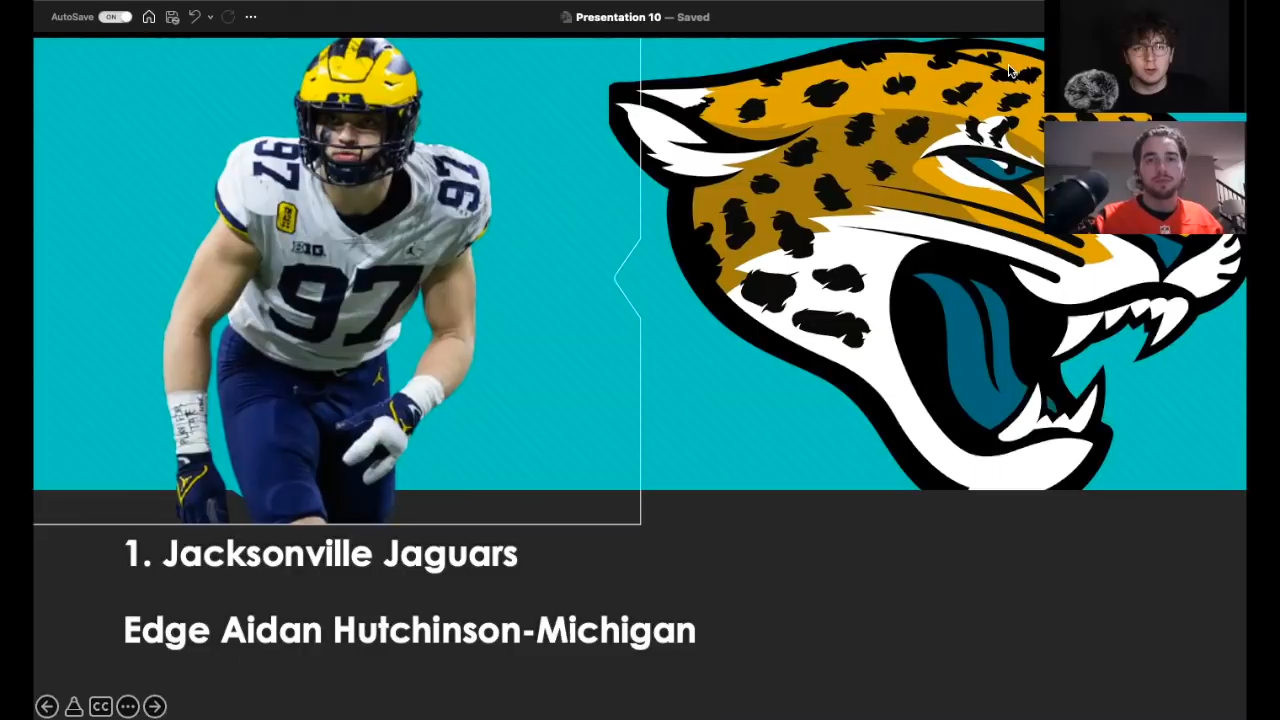 AutoSave ON
Presentation 10 — Saved
97
97
B1G
97
M
1. Jacksonville Jaguars
Edge Aidan Hutchinson-Michigan
CC